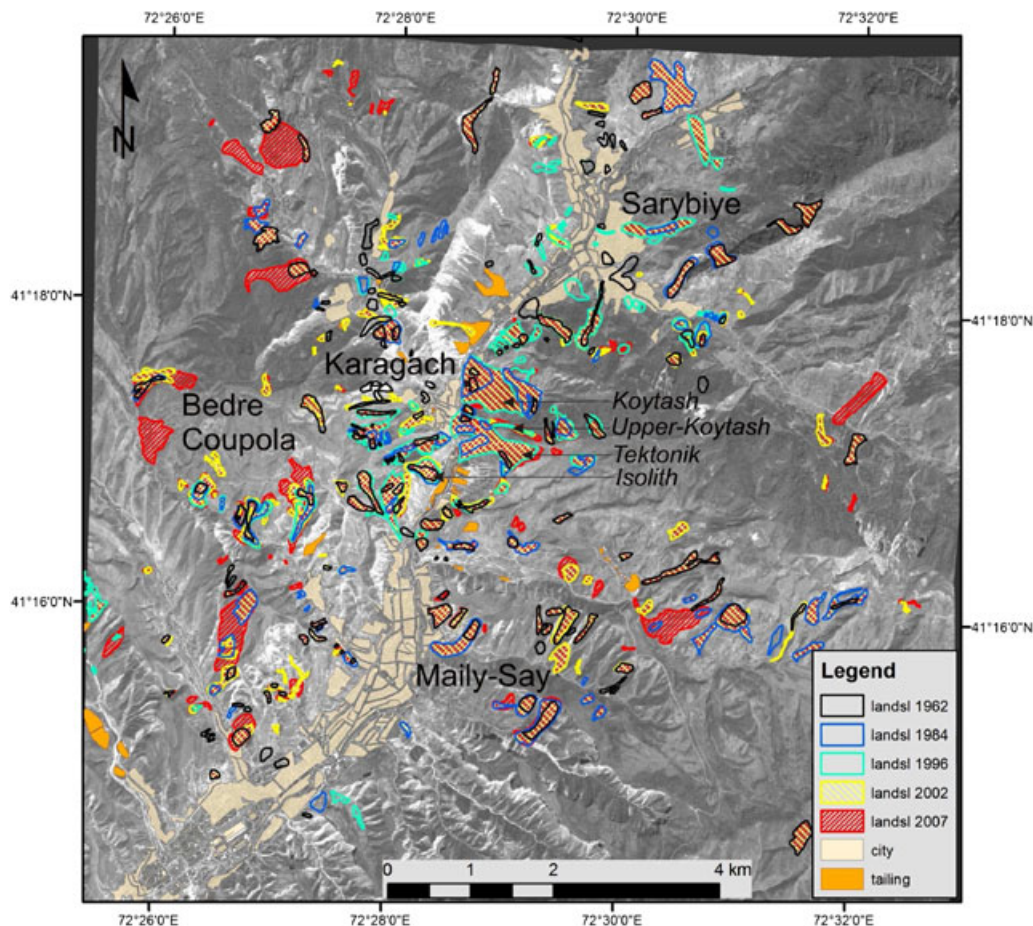 72°26'0"E 72°28'0"E 72°30'0"E 72°32'0"E
N
Sarybiye
41°18'0"N 41°18'0"N
Karagach
Bedre
Coupola
Koytash
N Upper-Koytash
Tektonik
Isolith
41°16'0"N 41°16'0"N
Maily-Say
Legend
landsl 1962
landsl 1984
landsl 1996
landsl 2002
landsl 2007
city
tailing
0 1 2 4 km
72°26'0"E 72°28'0"E 72°30'0"E 72°32'0"E